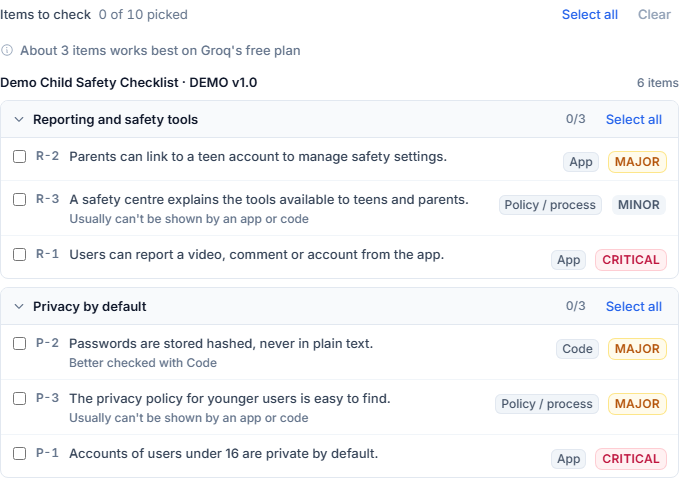 Items to check 0 of 10 picked Select all Clear
About 3 items works best on Groq's free plan
Demo Child Safety Checklist · DEMO v1.0 6 items
Reporting and safety tools 0/3 Select all
R-2 Parents can link to a teen account to manage safety settings. App MAJOR
R-3 A safety centre explains the tools available to teens and parents. Policy / process MINOR
Usually can't be shown by an app or code
R-1 Users can report a video, comment or account from the app. App CRITICAL
Privacy by default 0/3 Select all
P-2 Passwords are stored hashed, never in plain text. Code MAJOR
Better checked with Code
P-3 The privacy policy for younger users is easy to find. Policy / process MAJOR
Usually can't be shown by an app or code
P-1 Accounts of users under 16 are private by default. App CRITICAL